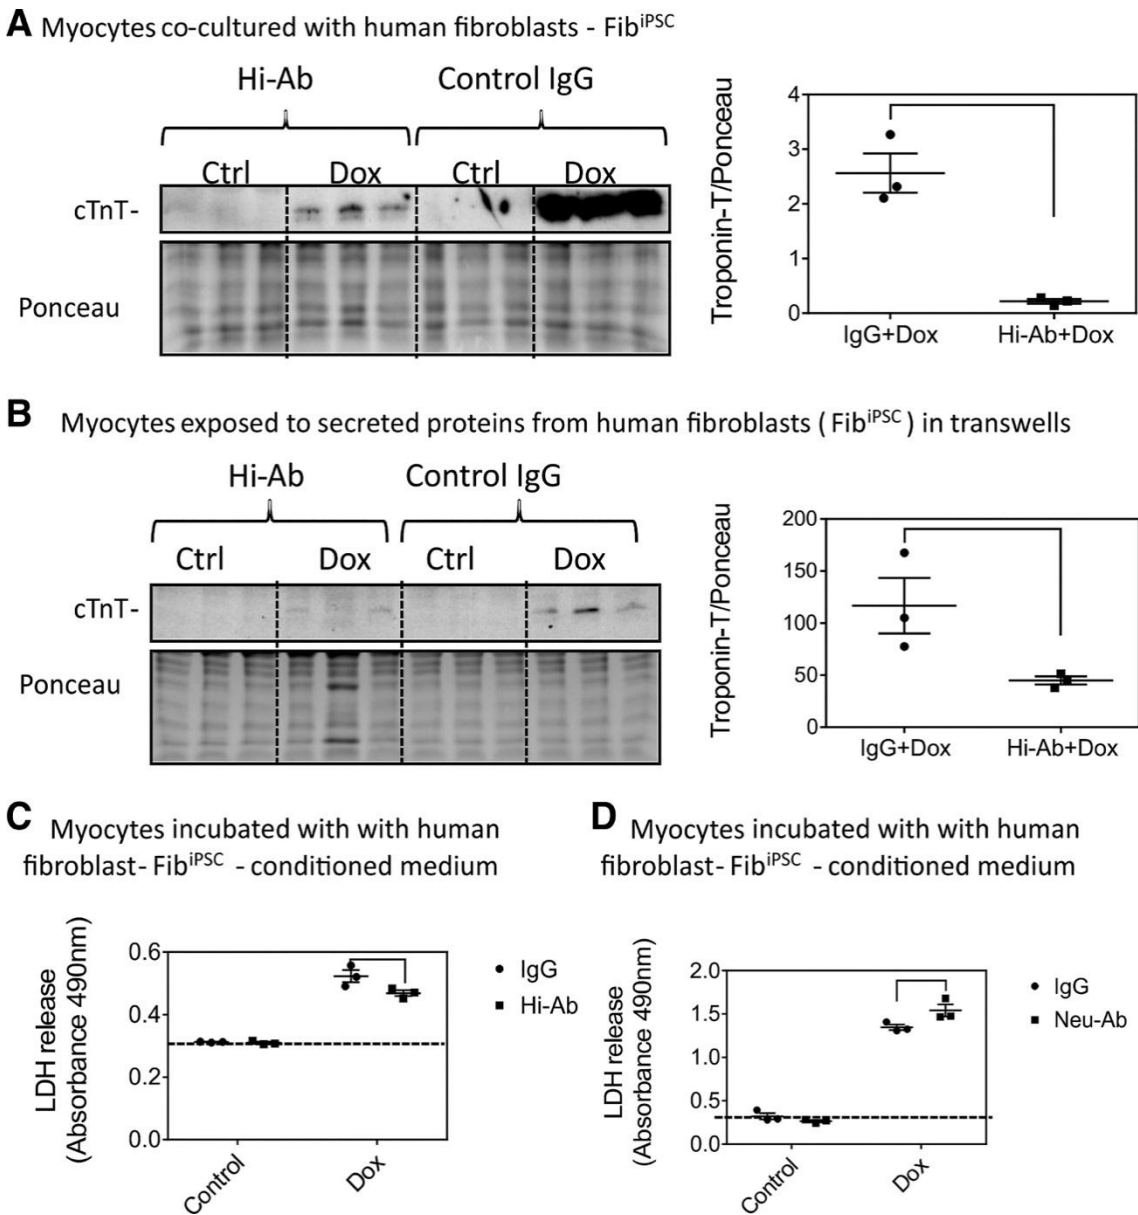 A Myocytes co-cultured with human fibroblasts - Fib^iPSC
Hi-Ab Control IgG
Ctrl Dox Ctrl Dox
cTnT-
Ponceau
Troponin-T/Ponceau
4
3
2
1
0
IgG+Dox Hi-Ab+Dox
B Myocytes exposed to secreted proteins from human fibroblasts ( Fib^iPSC ) in transwells
Hi-Ab Control IgG
Ctrl Dox Ctrl Dox
cTnT-
Ponceau
Troponin-T/Ponceau
200
150
100
50
0
IgG+Dox Hi-Ab+Dox
C Myocytes incubated with with human
fibroblast- Fib^iPSC - conditioned medium
LDH release
(Absorbance 490nm)
0.6
0.4
0.2
0.0
Control Dox
IgG
Hi-Ab
D Myocytes incubated with with human
fibroblast- Fib^iPSC - conditioned medium
LDH release
(Absorbance 490nm)
2.0
1.5
1.0
0.5
0.0
Control Dox
IgG
Neu-Ab